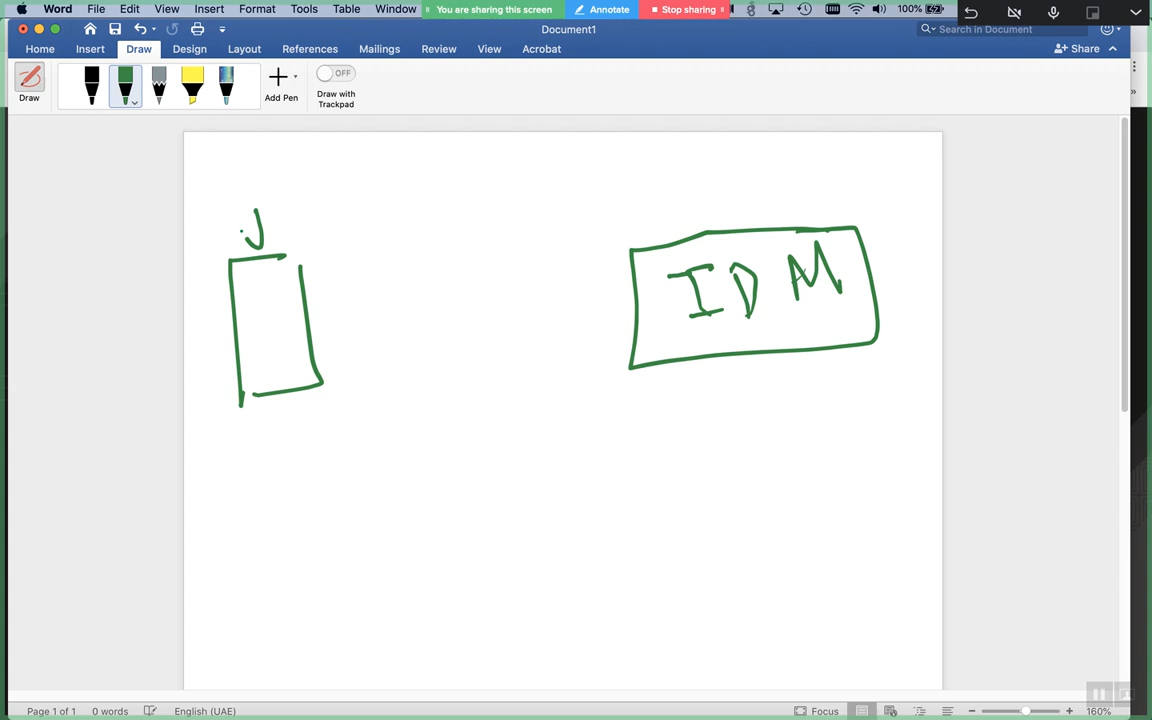 Word File Edit View Insert Format Tools Table Window You are sharing this screen Annotate Stop sharing 100%
Document1 Search in Document
Home Insert Draw Design Layout References Mailings Review View Acrobat Share
Draw Add Pen OFF Draw with Trackpad
J
IDM
Page 1 of 1 0 words English (UAE) Focus 160%